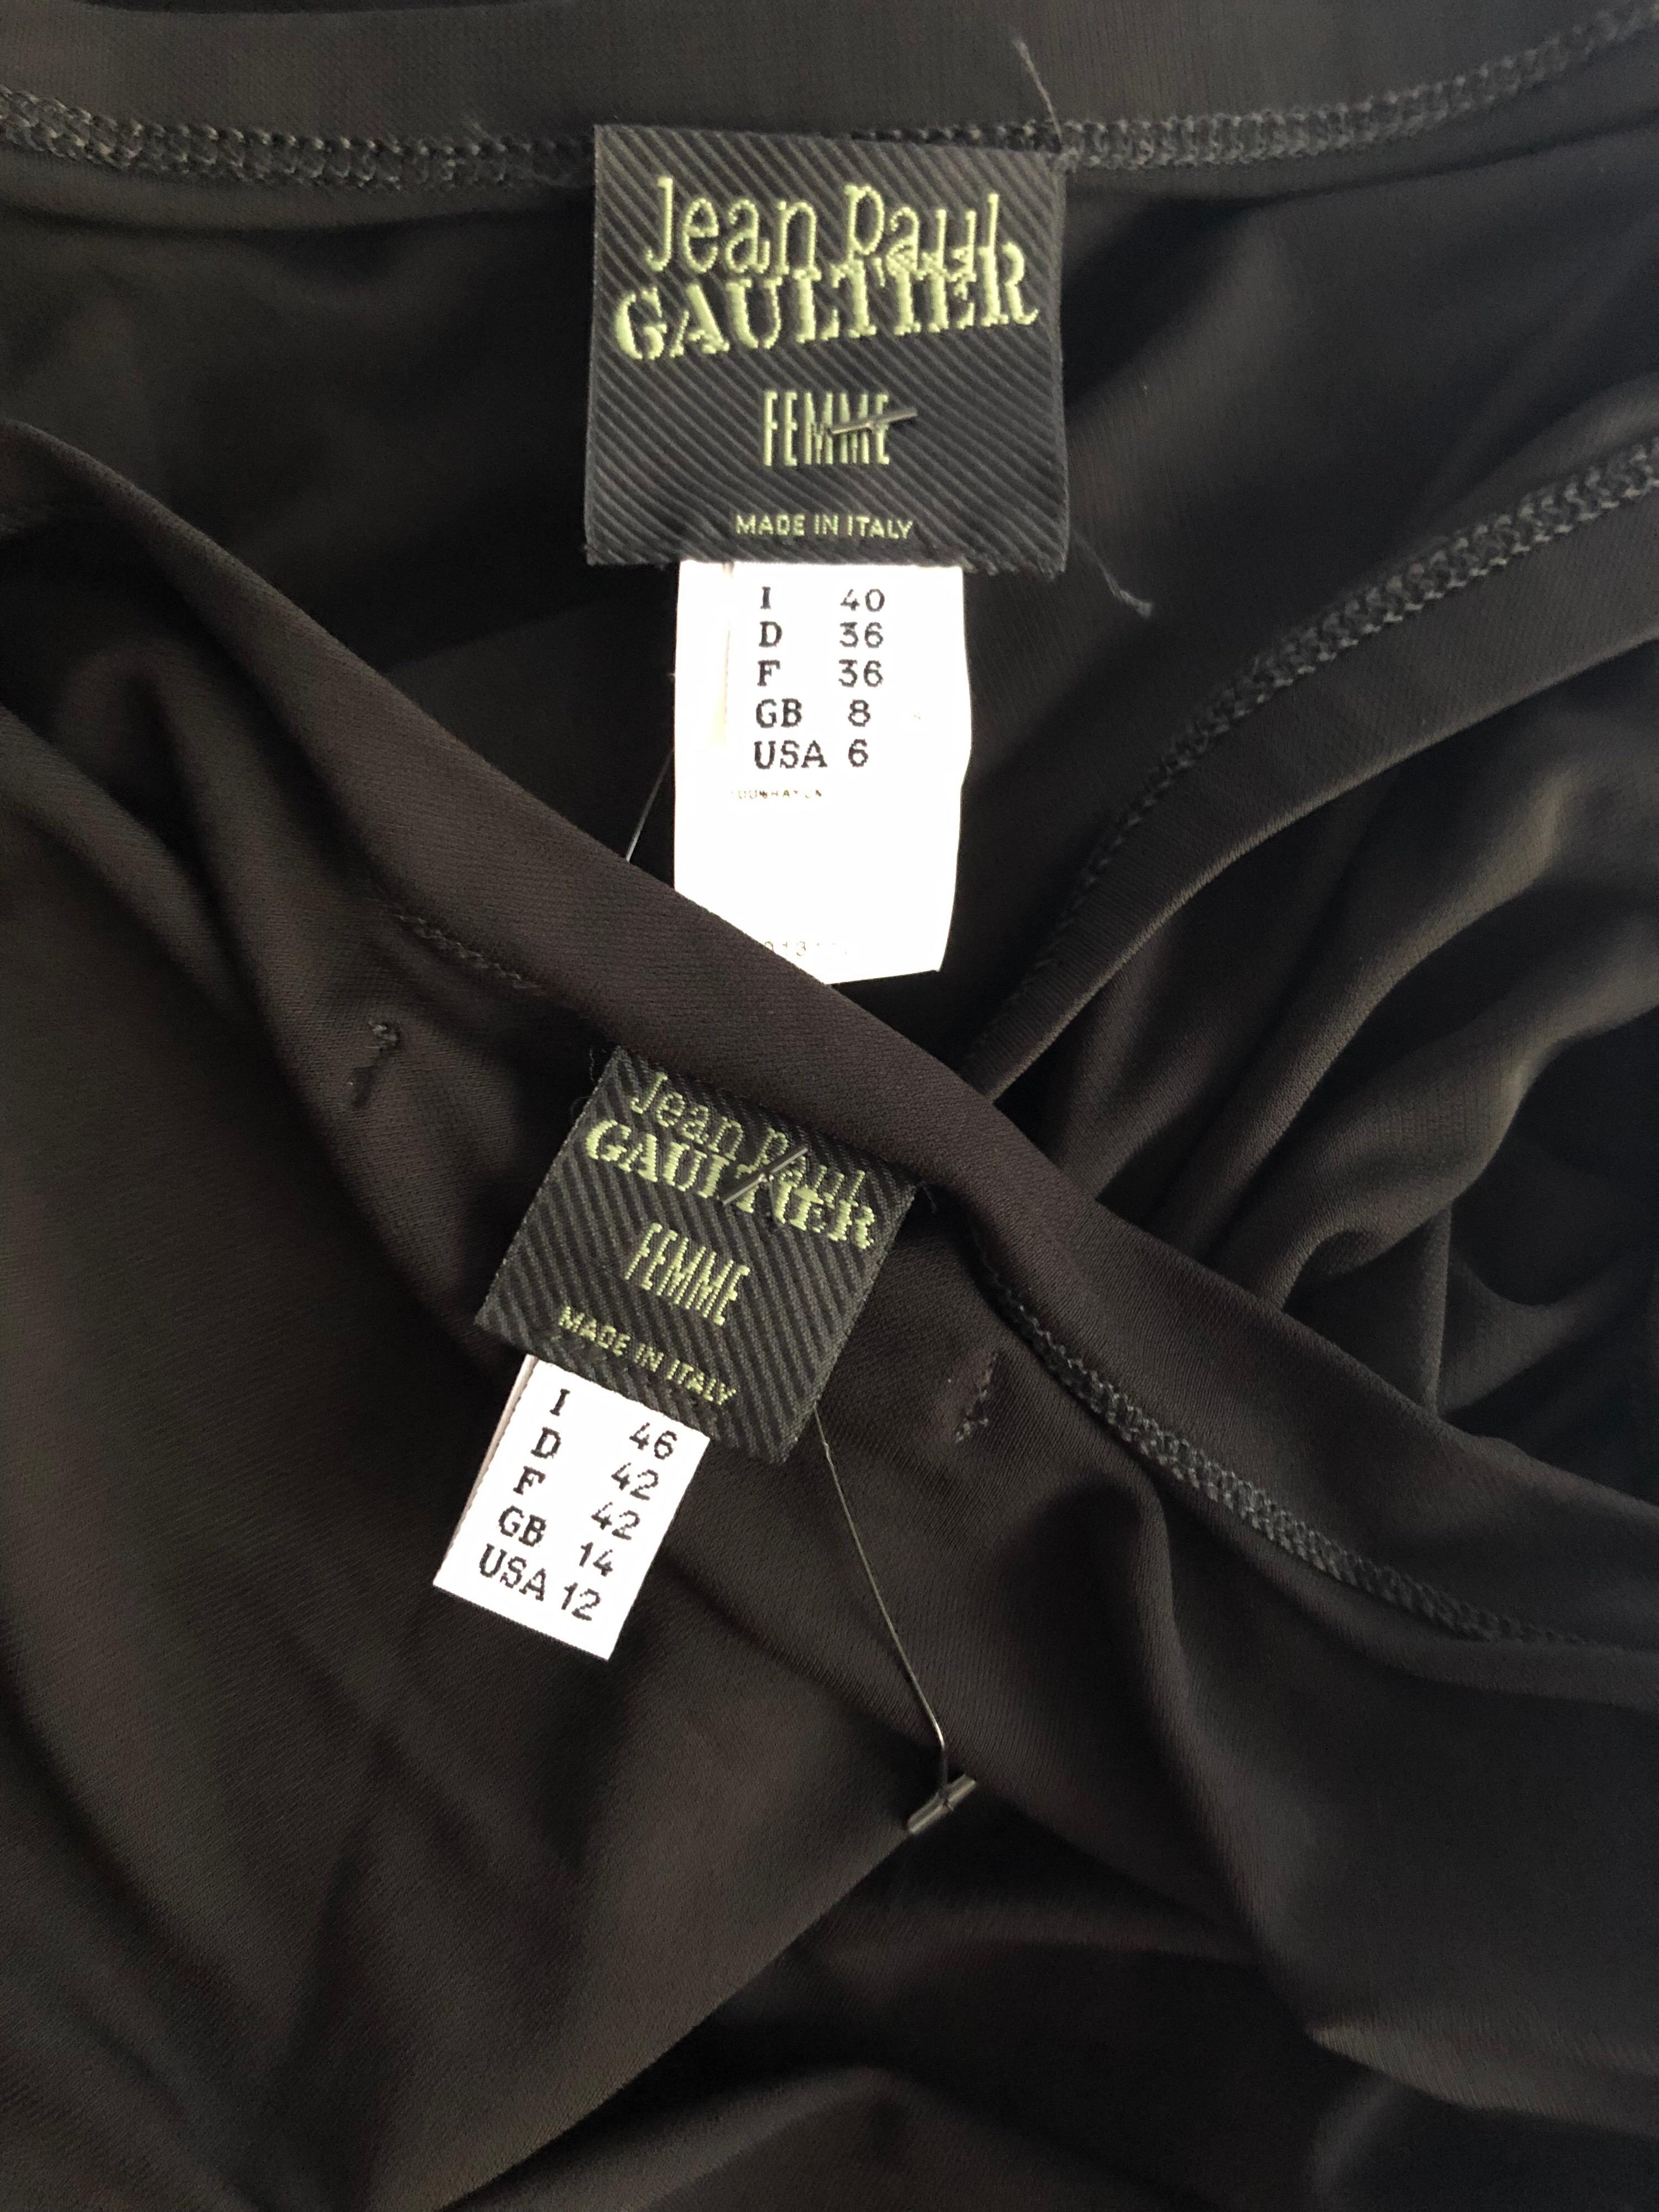 Jean Paul
GAULTIER
FEMME
MADE IN ITALY
I 40
D 36
F 36
GB 8
USA 6
Jean Paul
GAULTIER
FEMME
MADE IN ITALY
I 46
D 42
F 42
GB 14
USA 12